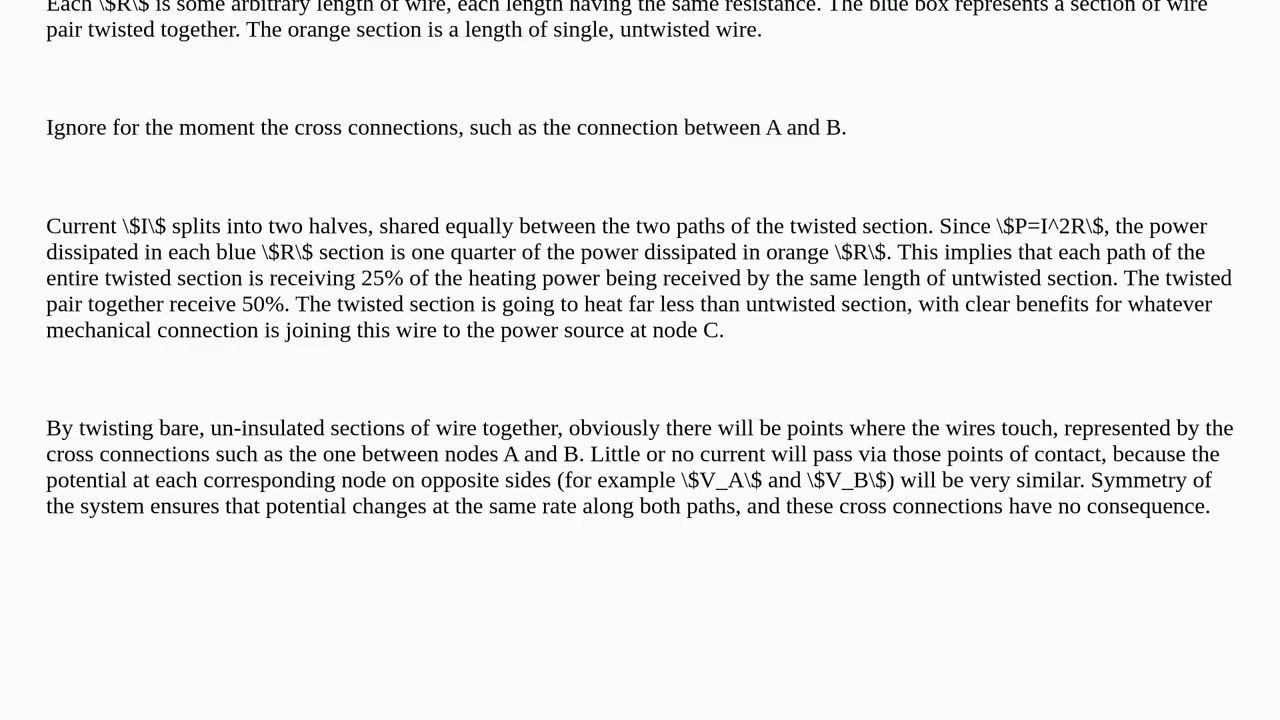 Each \$R\$ is some arbitrary length of wire, each length having the same resistance. The blue box represents a section of wire
pair twisted together. The orange section is a length of single, untwisted wire.
Ignore for the moment the cross connections, such as the connection between A and B.
Current \$I\$ splits into two halves, shared equally between the two paths of the twisted section. Since \$P=I^2R\$, the power
dissipated in each blue \$R\$ section is one quarter of the power dissipated in orange \$R\$. This implies that each path of the
entire twisted section is receiving 25% of the heating power being received by the same length of untwisted section. The twisted
pair together receive 50%. The twisted section is going to heat far less than untwisted section, with clear benefits for whatever
mechanical connection is joining this wire to the power source at node C.
By twisting bare, un-insulated sections of wire together, obviously there will be points where the wires touch, represented by the
cross connections such as the one between nodes A and B. Little or no current will pass via those points of contact, because the
potential at each corresponding node on opposite sides (for example \$V_A\$ and \$V_B\$) will be very similar. Symmetry of
the system ensures that potential changes at the same rate along both paths, and these cross connections have no consequence.